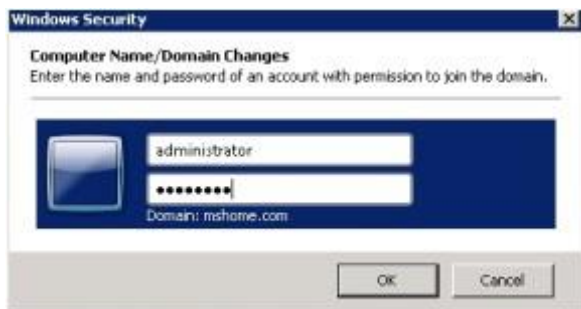 Windows Security
Computer Name/Domain Changes
Enter the name and password of an account with permission to join the domain.
administrator
••••••••
Domain: mshome.com
OK
Cancel